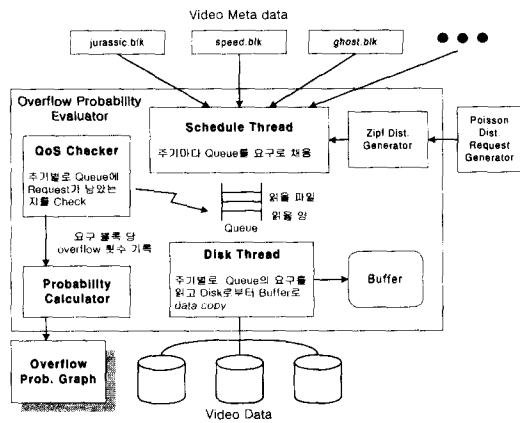 Video Meta data
jurassic.blk
speed.blk
ghost.blk
Overflow Probability
Evaluator
Schedule Thread
주기마다 Queue를 요구로 채움
Zipf Dist.
Generator
Poisson
Dist.
Request
Generator
QoS Checker
주기별로 Queue에
Request가 남았는
지를 Check
읽을 파일
읽을 양
Queue
요구 블록 당
overflow 횟수 기록
Disk Thread
주기별로 Queue의 요구를
읽고 Disk로부터 Buffer로
data copy
Buffer
Probability
Calculator
Overflow
Prob. Graph
Video Data